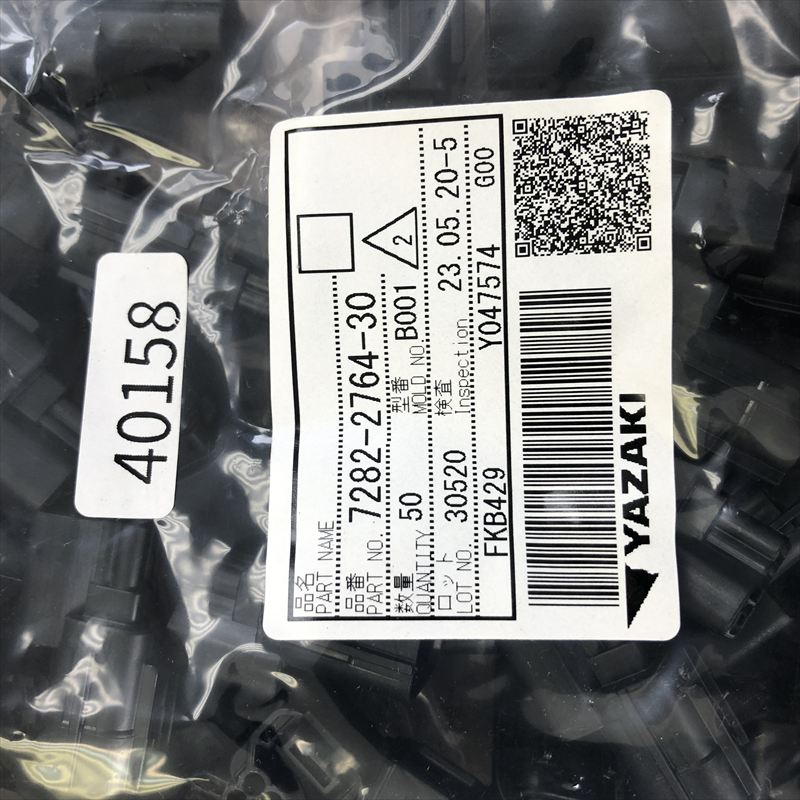 40158
品名
PART NAME
品番
PART NO. 7282-2764-30
数量 型番
QUANTITY 50 MOLD NO. B001 2
ロット 検査
LOT NO. 30520 Inspection 23.05.20-5
FKB429 Y047574 G00
YAZAKI